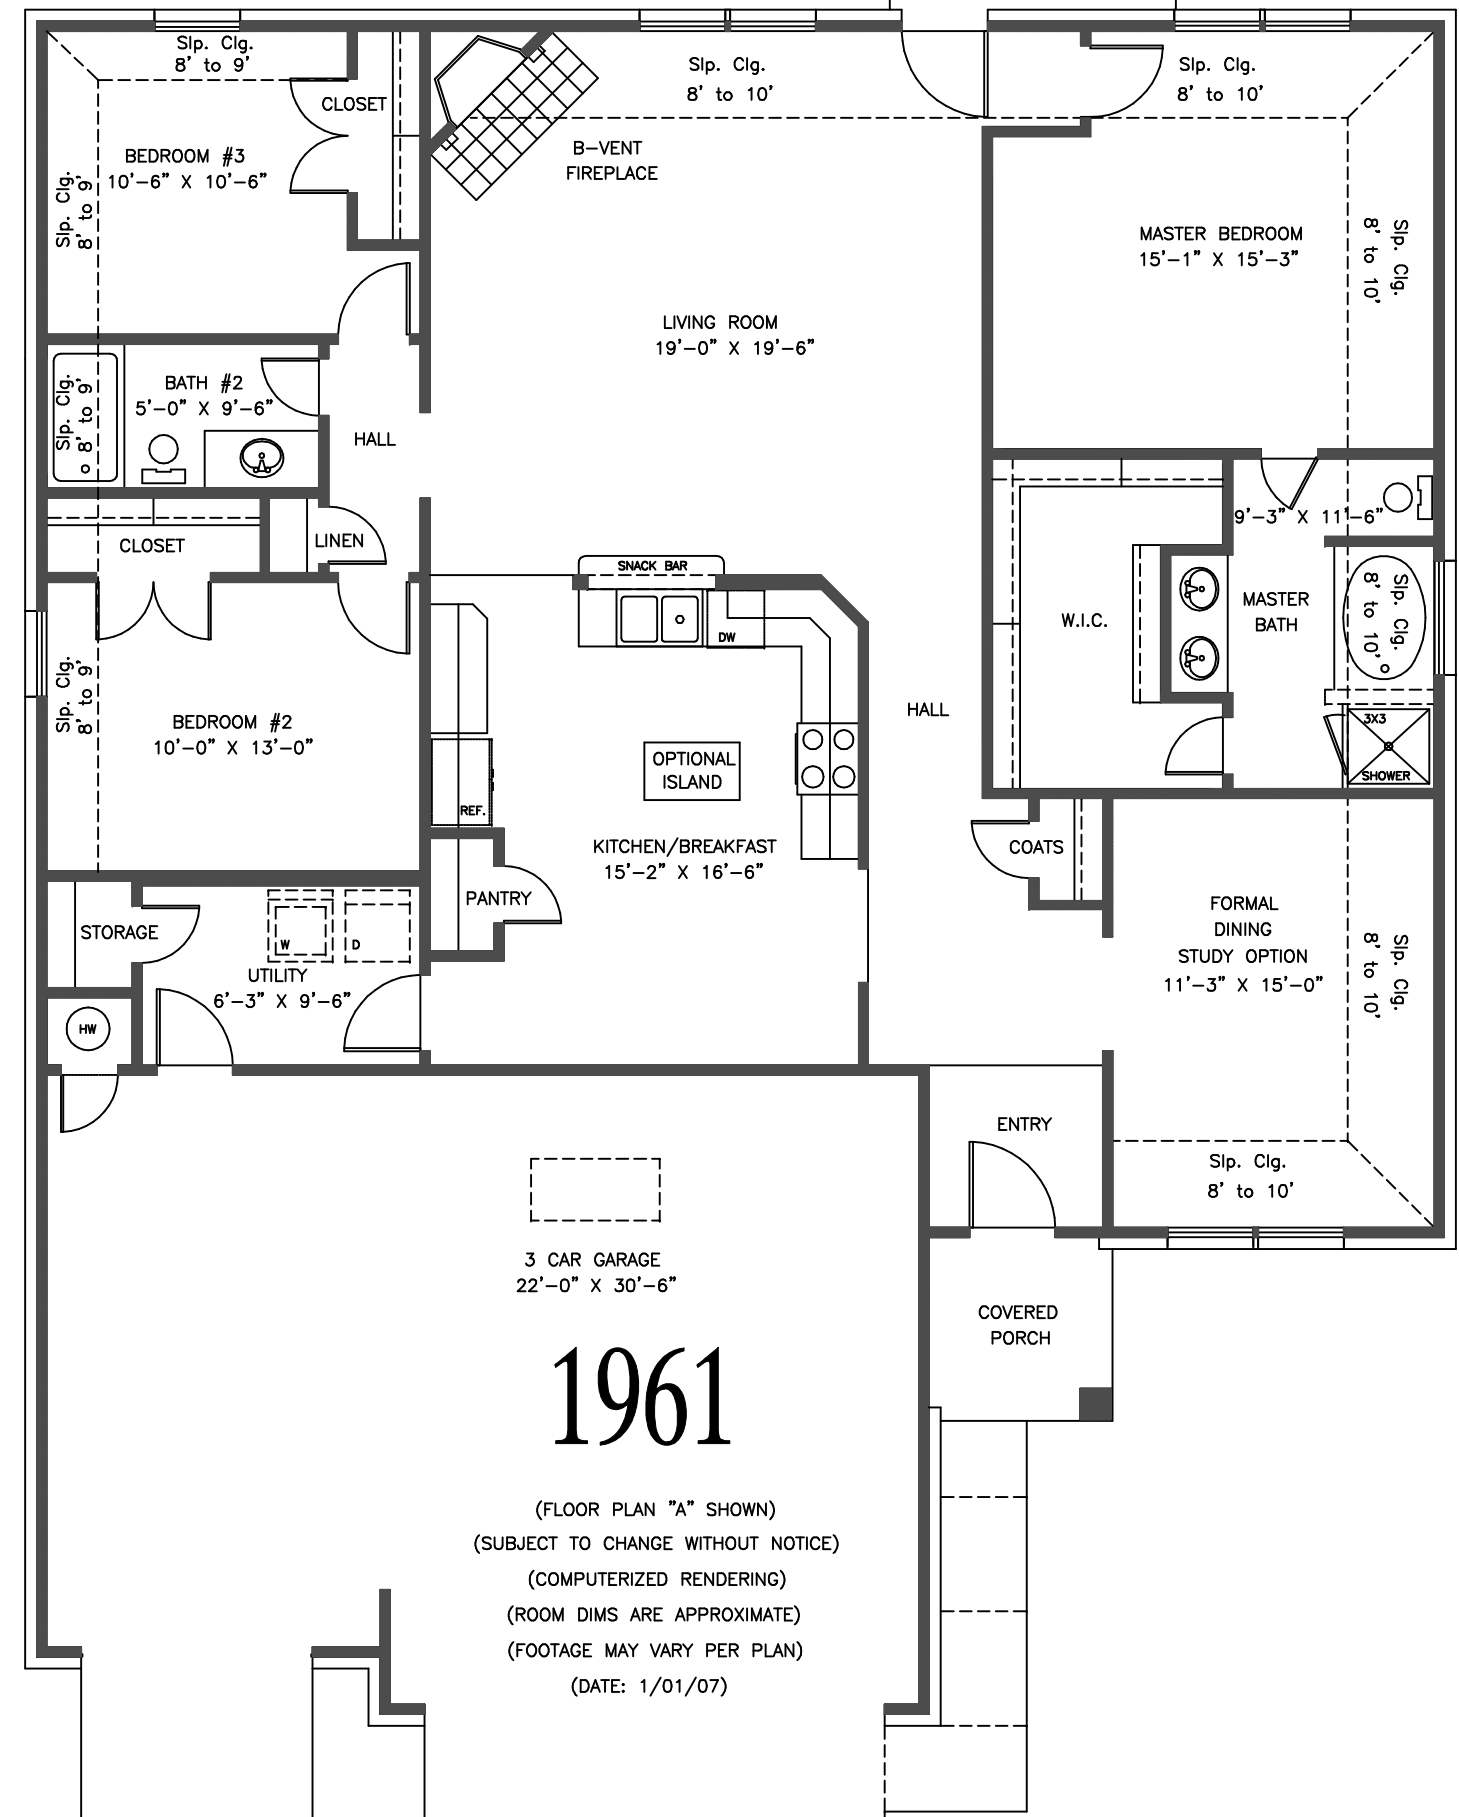 Slp. Clg.
8' to 9'
CLOSET
BEDROOM #3
10'-6" X 10'-6"
Slp. Clg.
8' to 9'
Slp. Clg.
8' to 10'
B-VENT
FIREPLACE
Slp. Clg.
8' to 10'
MASTER BEDROOM
15'-1" X 15'-3"
Slp. Clg.
8' to 10'
LIVING ROOM
19'-0" X 19'-6"
BATH #2
5'-0" X 9'-6"
Slp. Clg.
8' to 9'
HALL
CLOSET
LINEN
SNACK BAR
DW
9'-3" X 11'-6"
W.I.C.
MASTER
BATH
Slp. Clg.
8' to 10'
3X3
SHOWER
Slp. Clg.
8' to 9'
BEDROOM #2
10'-0" X 13'-0"
HALL
OPTIONAL
ISLAND
REF.
KITCHEN/BREAKFAST
15'-2" X 16'-6"
COATS
PANTRY
STORAGE
W
D
UTILITY
6'-3" X 9'-6"
HW
FORMAL
DINING
STUDY OPTION
11'-3" X 15'-0"
Slp. Clg.
8' to 10'
ENTRY
Slp. Clg.
8' to 10'
3 CAR GARAGE
22'-0" X 30'-6"
COVERED
PORCH
1961
(FLOOR PLAN "A" SHOWN)
(SUBJECT TO CHANGE WITHOUT NOTICE)
(COMPUTERIZED RENDERING)
(ROOM DIMS ARE APPROXIMATE)
(FOOTAGE MAY VARY PER PLAN)
(DATE: 1/01/07)